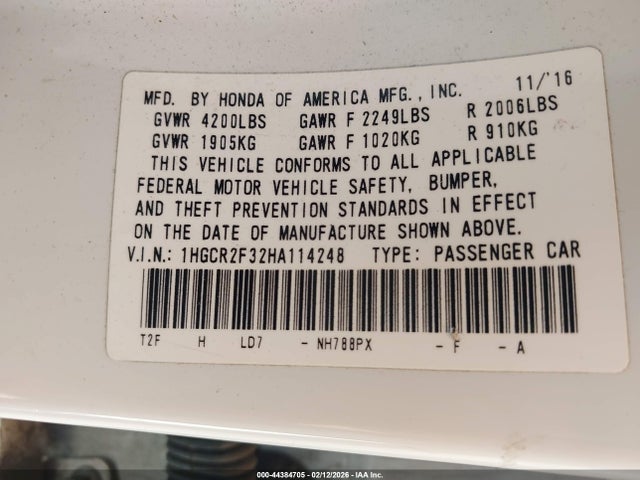 MFD. BY HONDA OF AMERICA MFG., INC. 11/'16
GVWR 4200LBS GAWR F 2249LBS R 2006LBS
GVWR 1905KG GAWR F 1020KG R 910KG
THIS VEHICLE CONFORMS TO ALL APPLICABLE
FEDERAL MOTOR VEHICLE SAFETY, BUMPER,
AND THEFT PREVENTION STANDARDS IN EFFECT
ON THE DATE OF MANUFACTURE SHOWN ABOVE.
V.I.N.: 1HGCR2F32HA114248 TYPE: PASSENGER CAR
T2F H LD7 - NH788PX - F - A
000-44384705 - 02/12/2026 - IAA Inc.